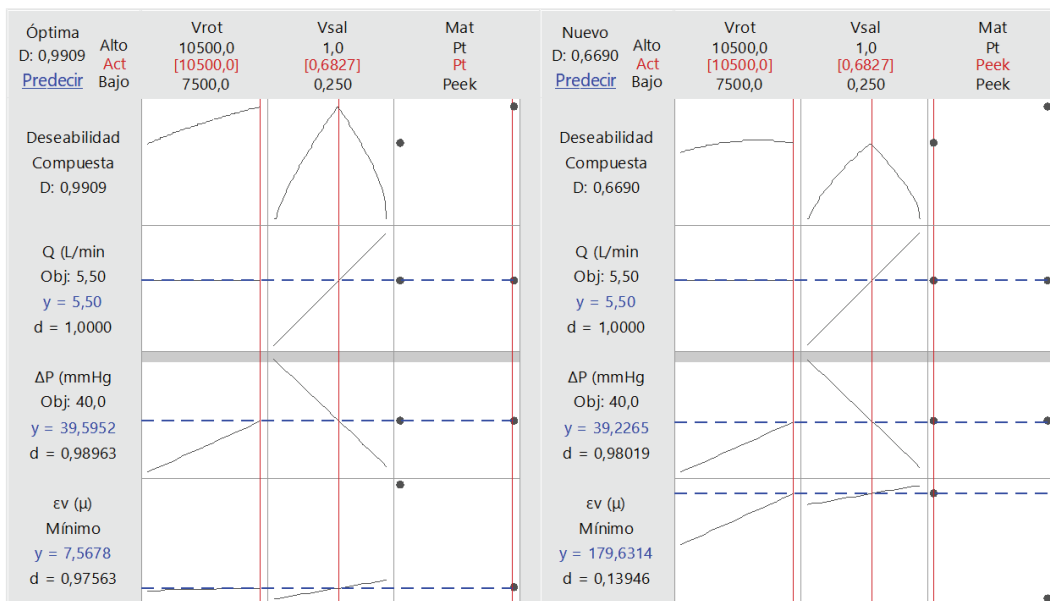 Óptima
D: 0,9909
Predecir
Alto
Act
Bajo
Vrot
10500,0
[10500,0]
7500,0
Vsal
1,0
[0,6827]
0,250
Mat
Pt
Pt
Peek
Deseabilidad
Compuesta
D: 0,9909
Q (L/min
Obj: 5,50
y = 5,50
d = 1,0000
ΔP (mmHg
Obj: 40,0
y = 39,5952
d = 0,98963
εv (μ)
Mínimo
y = 7,5678
d = 0,97563
Nuevo
D: 0,6690
Predecir
Alto
Act
Bajo
Vrot
10500,0
[10500,0]
7500,0
Vsal
1,0
[0,6827]
0,250
Mat
Pt
Peek
Peek
Deseabilidad
Compuesta
D: 0,6690
Q (L/min
Obj: 5,50
y = 5,50
d = 1,0000
ΔP (mmHg
Obj: 40,0
y = 39,2265
d = 0,98019
εv (μ)
Mínimo
y = 179,6314
d = 0,13946